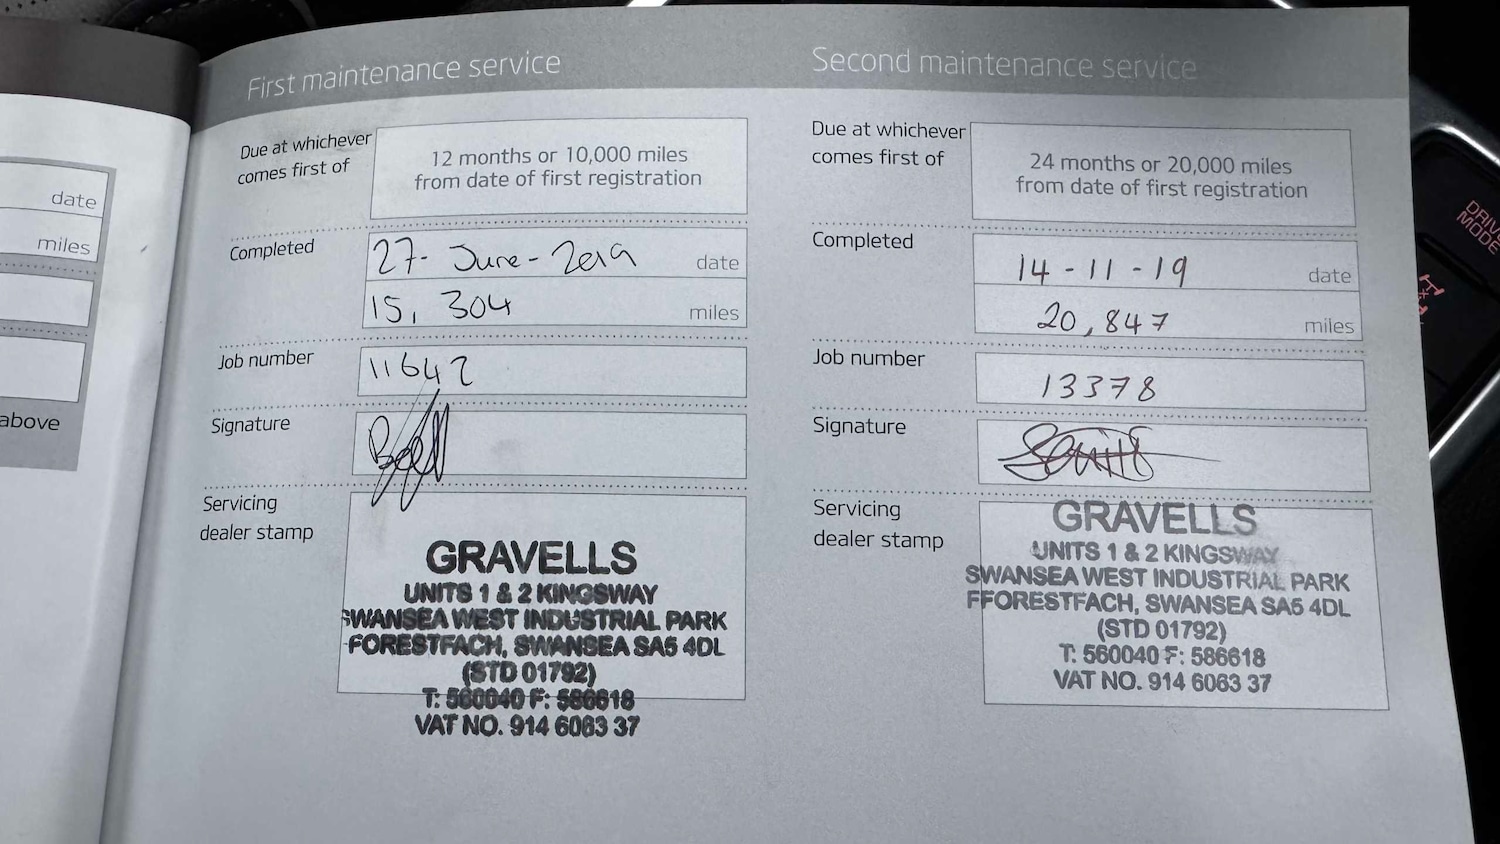 date
miles
above
First maintenance service
Due at whichever
comes first of
12 months or 10,000 miles
from date of first registration
Completed
27- June - 2019
date
15, 304
miles
Job number
11642
Signature
Servicing
dealer stamp
GRAVELLS
UNITS 1 & 2 KINGSWAY
SWANSEA WEST INDUSTRIAL PARK
FORESTFACH, SWANSEA SA5 4DL
(STD 01792)
T: 560040 F: 586618
VAT NO. 914 6063 37
Second maintenance service
Due at whichever
comes first of
24 months or 20,000 miles
from date of first registration
Completed
14 - 11 - 19
date
20,847
miles
Job number
13378
Signature
Servicing
dealer stamp
GRAVELLS
UNITS 1 & 2 KINGSWAY
SWANSEA WEST INDUSTRIAL PARK
FFORESTFACH, SWANSEA SA5 4DL
(STD 01792)
T: 560040 F: 586618
VAT NO. 914 6063 37
DRIVE
MODE